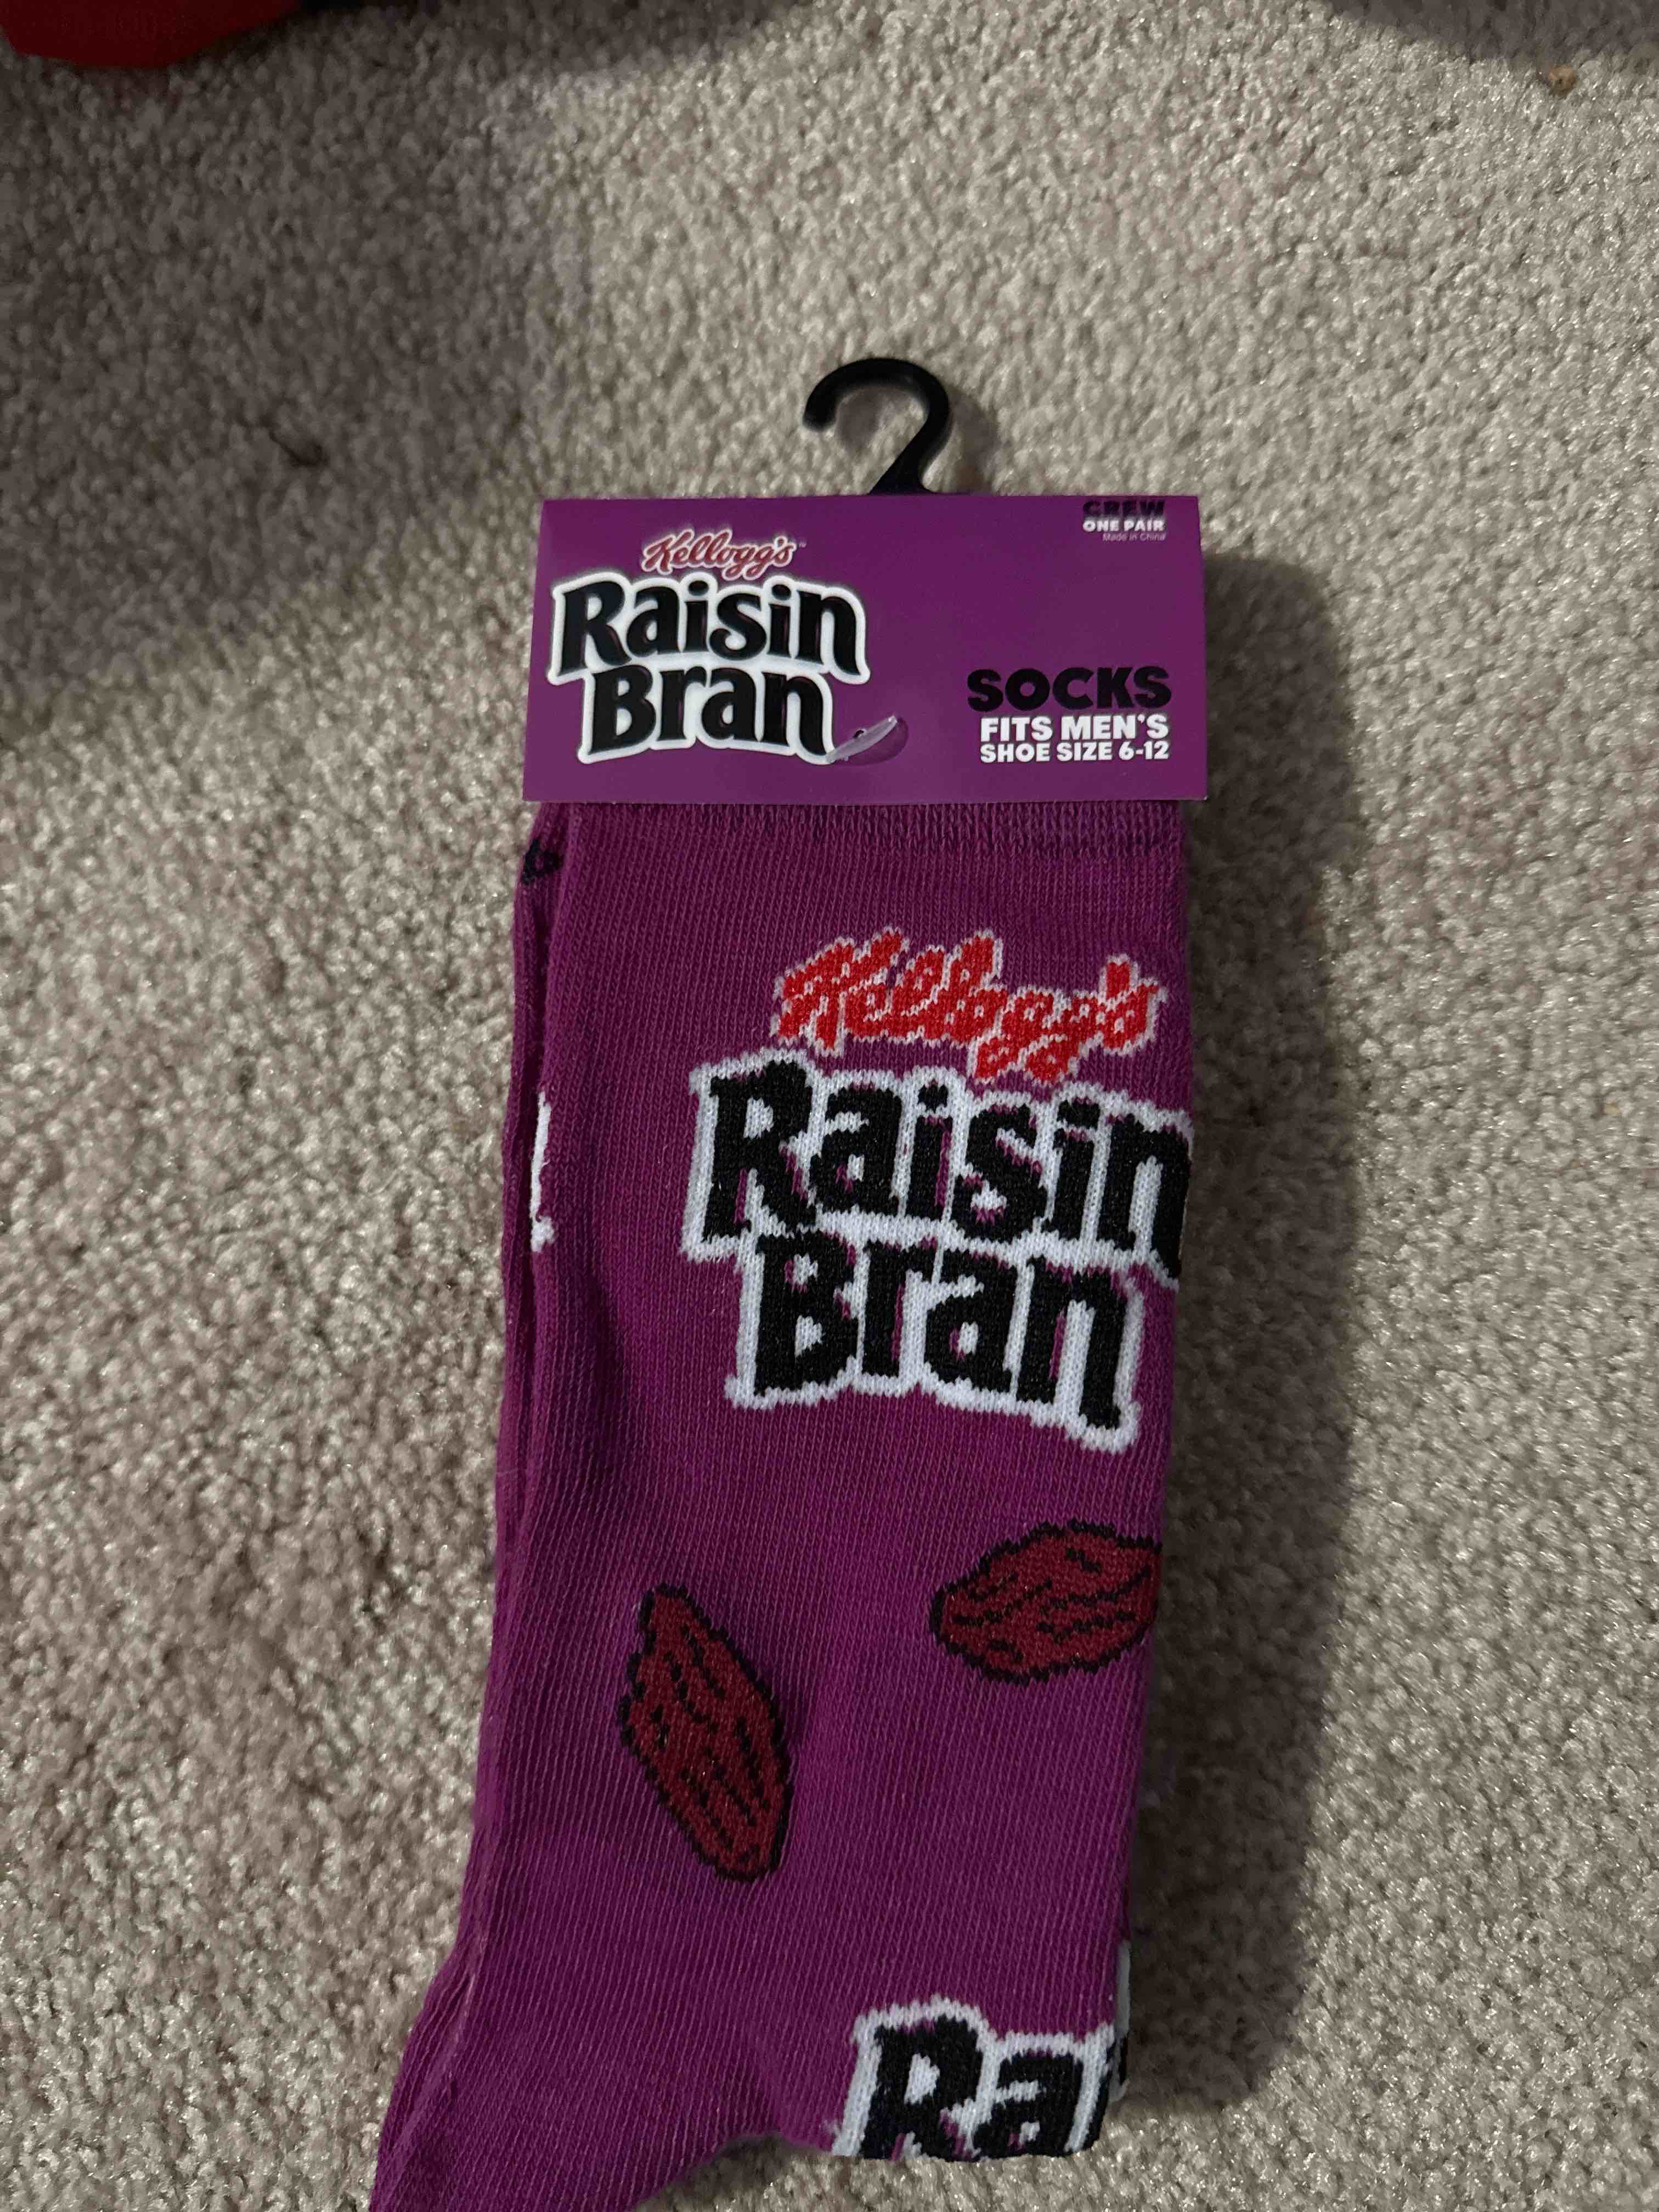 CREW
ONE PAIR
Made in China
Kellogg's™
Raisin
Bran
SOCKS
FITS MEN'S
SHOE SIZE 6-12
Kellogg's
Raisin
Bran
Ra